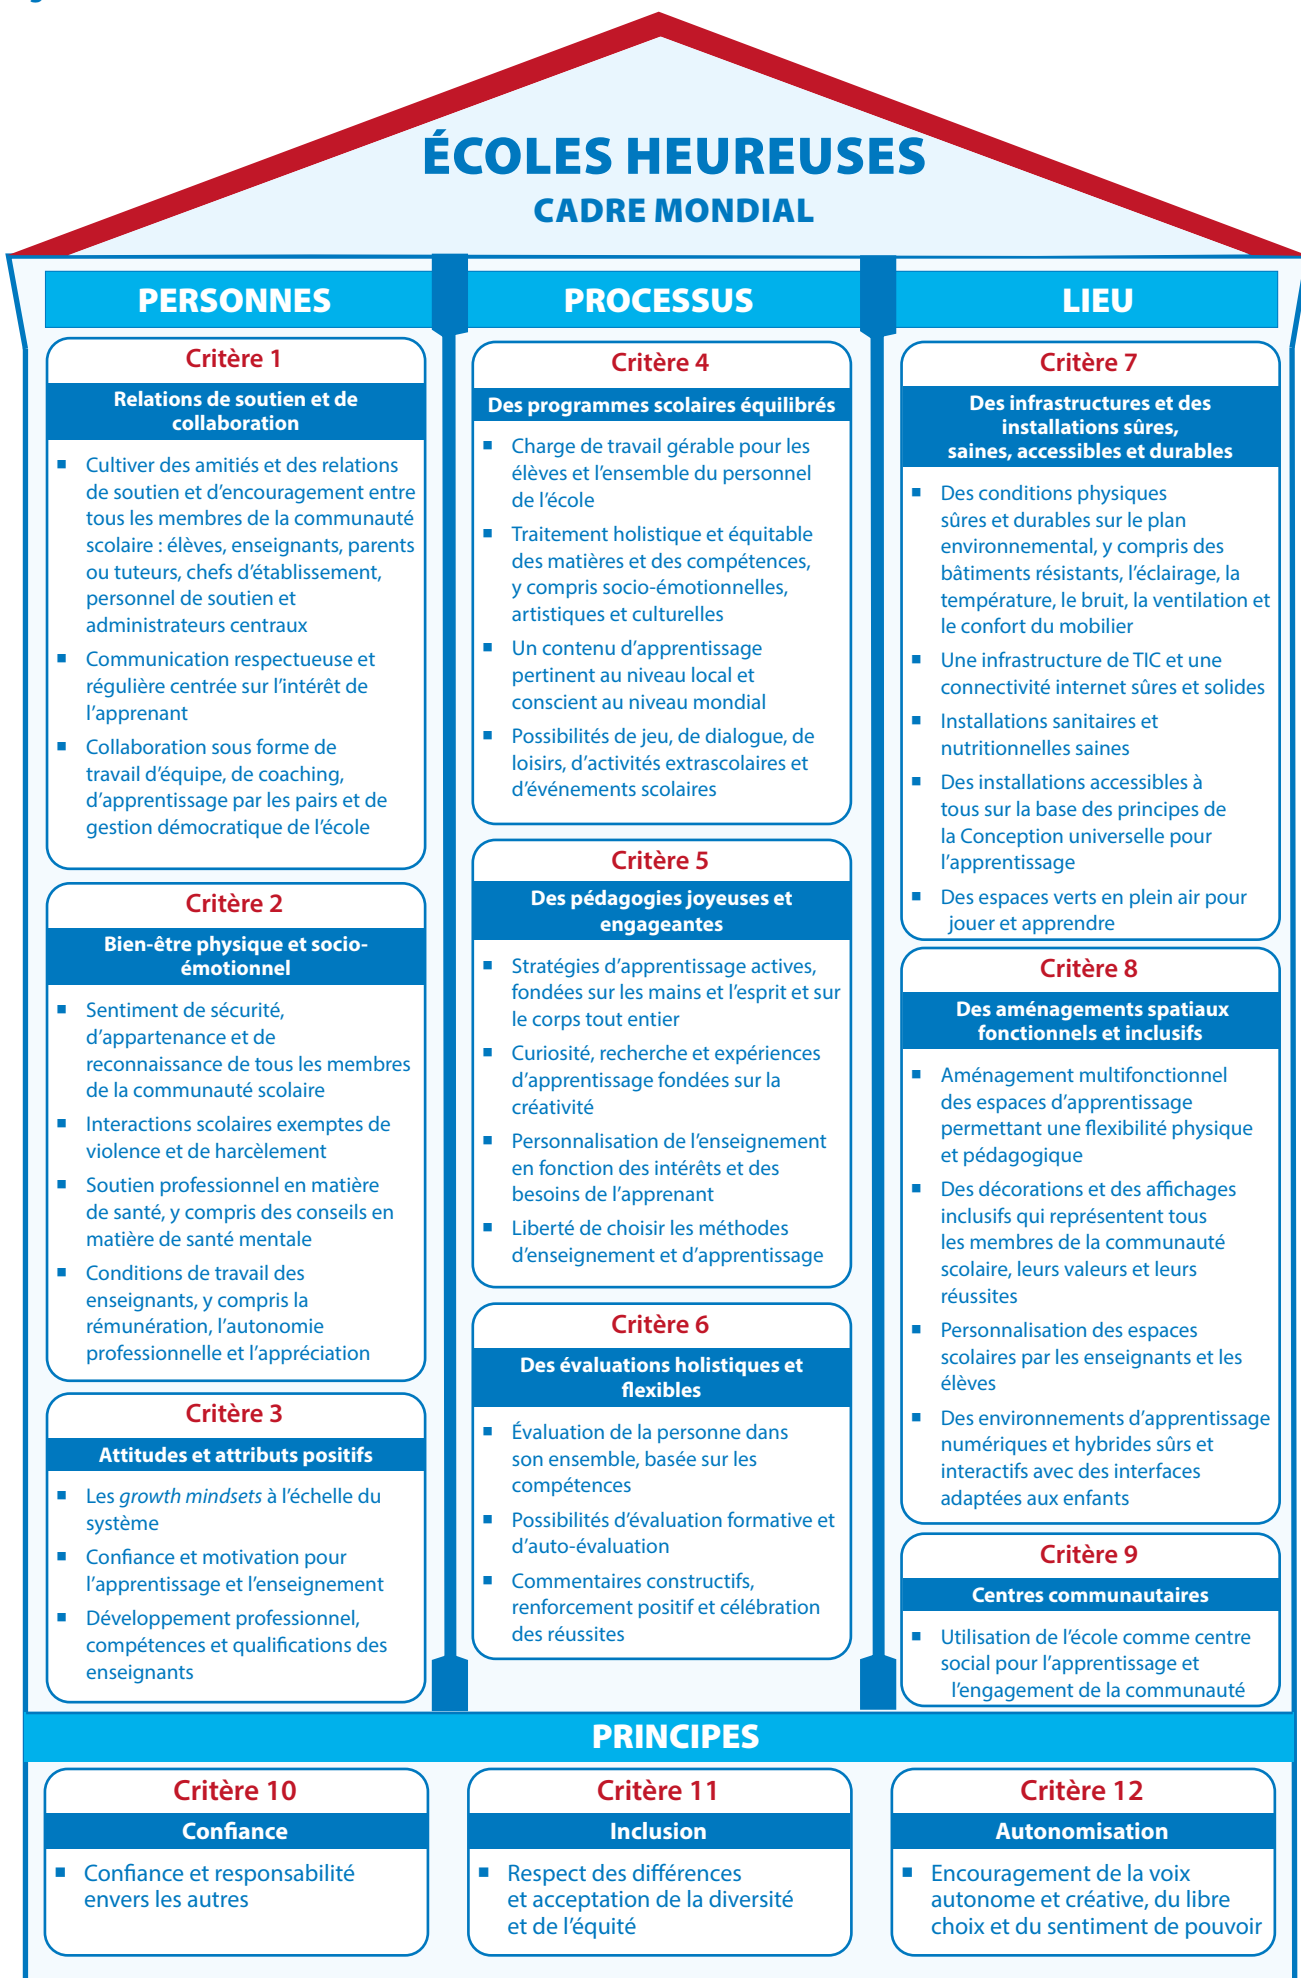 ÉCOLES HEUREUSES
CADRE MONDIAL
PERSONNES
Critère 1
Relations de soutien et de
collaboration
■ Cultiver des amitiés et des relations
de soutien et d’encouragement entre
tous les membres de la communauté
scolaire : élèves, enseignants, parents
ou tuteurs, chefs d’établissement,
personnel de soutien et
administrateurs centraux
■ Communication respectueuse et
régulière centrée sur l’intérêt de
l’apprenant
■ Collaboration sous forme de
travail d’équipe, de coaching,
d’apprentissage par les pairs et de
gestion démocratique de l’école
Critère 2
Bien-être physique et socio-
émotionnel
■ Sentiment de sécurité,
d’appartenance et de
reconnaissance de tous les membres
de la communauté scolaire
■ Interactions scolaires exemptes de
violence et de harcèlement
■ Soutien professionnel en matière
de santé, y compris des conseils en
matière de santé mentale
■ Conditions de travail des
enseignants, y compris la
rémunération, l’autonomie
professionnelle et l’appréciation
Critère 3
Attitudes et attributs positifs
■ Les growth mindsets à l’échelle du
système
■ Confiance et motivation pour
l’apprentissage et l’enseignement
■ Développement professionnel,
compétences et qualifications des
enseignants
PROCESSUS
Critère 4
Des programmes scolaires équilibrés
■ Charge de travail gérable pour les
élèves et l’ensemble du personnel
de l’école
■ Traitement holistique et équitable
des matières et des compétences,
y compris socio-émotionnelles,
artistiques et culturelles
■ Un contenu d’apprentissage
pertinent au niveau local et
conscient au niveau mondial
■ Possibilités de jeu, de dialogue, de
loisirs, d’activités extrascolaires et
d’événements scolaires
Critère 5
Des pédagogies joyeuses et
engageantes
■ Stratégies d’apprentissage actives,
fondées sur les mains et l’esprit et sur
le corps tout entier
■ Curiosité, recherche et expériences
d’apprentissage fondées sur la
créativité
■ Personnalisation de l’enseignement
en fonction des intérêts et des
besoins de l’apprenant
■ Liberté de choisir les méthodes
d’enseignement et d’apprentissage
Critère 6
Des évaluations holistiques et
flexibles
■ Évaluation de la personne dans
son ensemble, basée sur les
compétences
■ Possibilités d’évaluation formative et
d’auto-évaluation
■ Commentaires constructifs,
renforcement positif et célébration
des réussites
LIEU
Critère 7
Des infrastructures et des
installations sûres,
saines, accessibles et durables
■ Des conditions physiques
sûres et durables sur le plan
environnemental, y compris des
bâtiments résistants, l’éclairage, la
température, le bruit, la ventilation et
le confort du mobilier
■ Une infrastructure de TIC et une
connectivité internet sûres et solides
■ Installations sanitaires et
nutritionnelles saines
■ Des installations accessibles à
tous sur la base des principes de
la Conception universelle pour
l’apprentissage
■ Des espaces verts en plein air pour
jouer et apprendre
Critère 8
Des aménagements spatiaux
fonctionnels et inclusifs
■ Aménagement multifonctionnel
des espaces d’apprentissage
permettant une flexibilité physique
et pédagogique
■ Des décorations et des affichages
inclusifs qui représentent tous
les membres de la communauté
scolaire, leurs valeurs et leurs
réussites
■ Personnalisation des espaces
scolaires par les enseignants et les
élèves
■ Des environnements d’apprentissage
numériques et hybrides sûrs et
interactifs avec des interfaces
adaptées aux enfants
Critère 9
Centres communautaires
■ Utilisation de l’école comme centre
social pour l’apprentissage et
l’engagement de la communauté
PRINCIPES
Critère 10
Confiance
■ Confiance et responsabilité
envers les autres
Critère 11
Inclusion
■ Respect des différences
et acceptation de la diversité
et de l’équité
Critère 12
Autonomisation
■ Encouragement de la voix
autonome et créative, du libre
choix et du sentiment de pouvoir